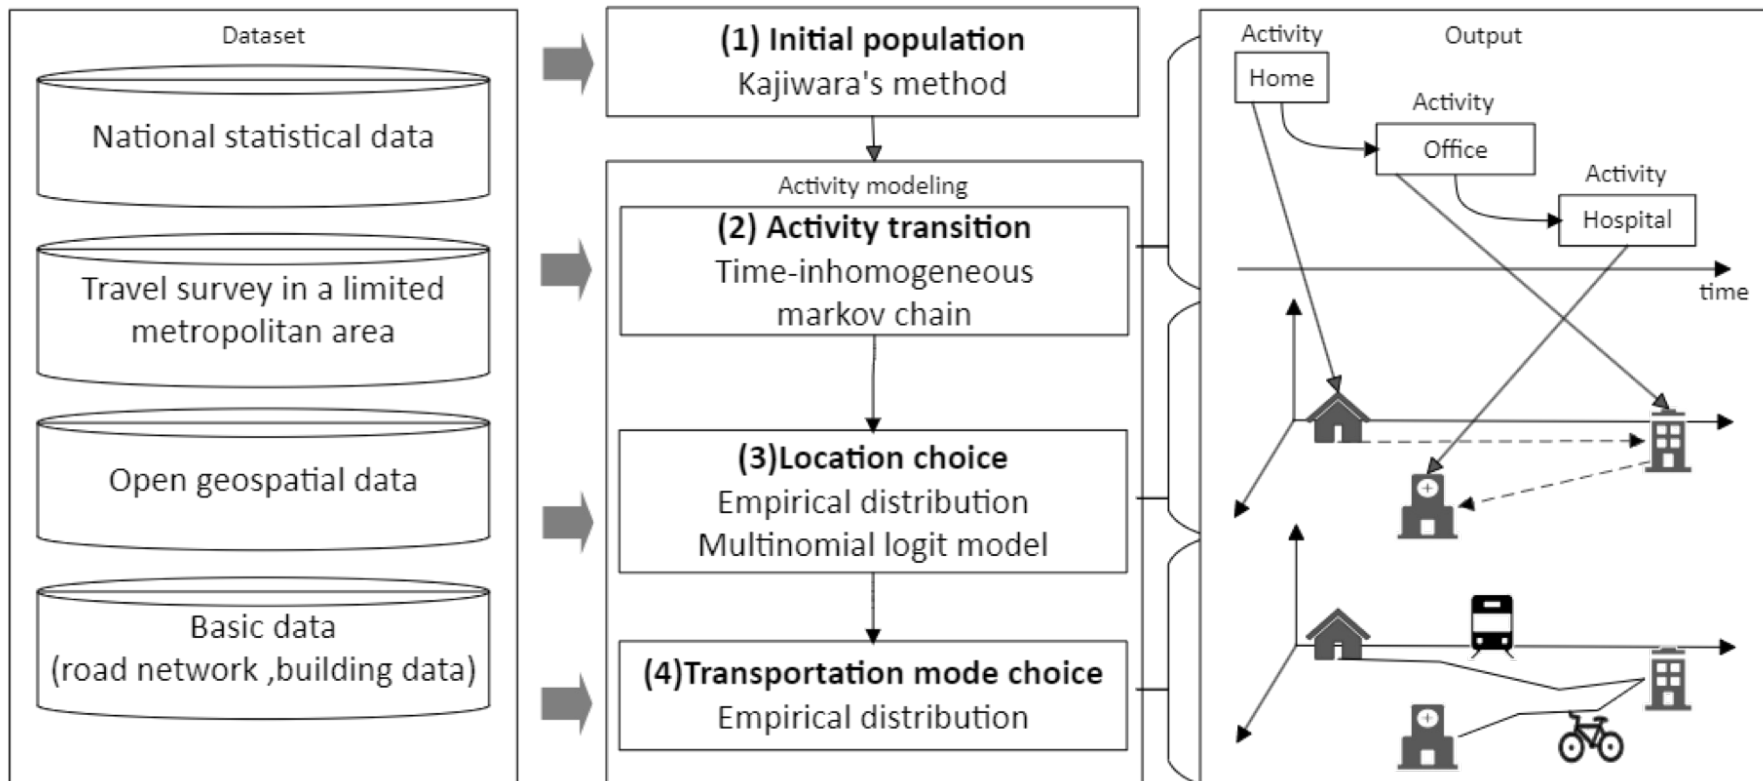 Dataset
National statistical data
Travel survey in a limited
metropolitan area
Open geospatial data
Basic data
(road network ,building data)
(1) Initial population
Kajiwara's method
Activity modeling
(2) Activity transition
Time-inhomogeneous
markov chain
(3)Location choice
Empirical distribution
Multinomial logit model
(4)Transportation mode choice
Empirical distribution
Output
Activity
Home
Activity
Office
Activity
Hospital
time